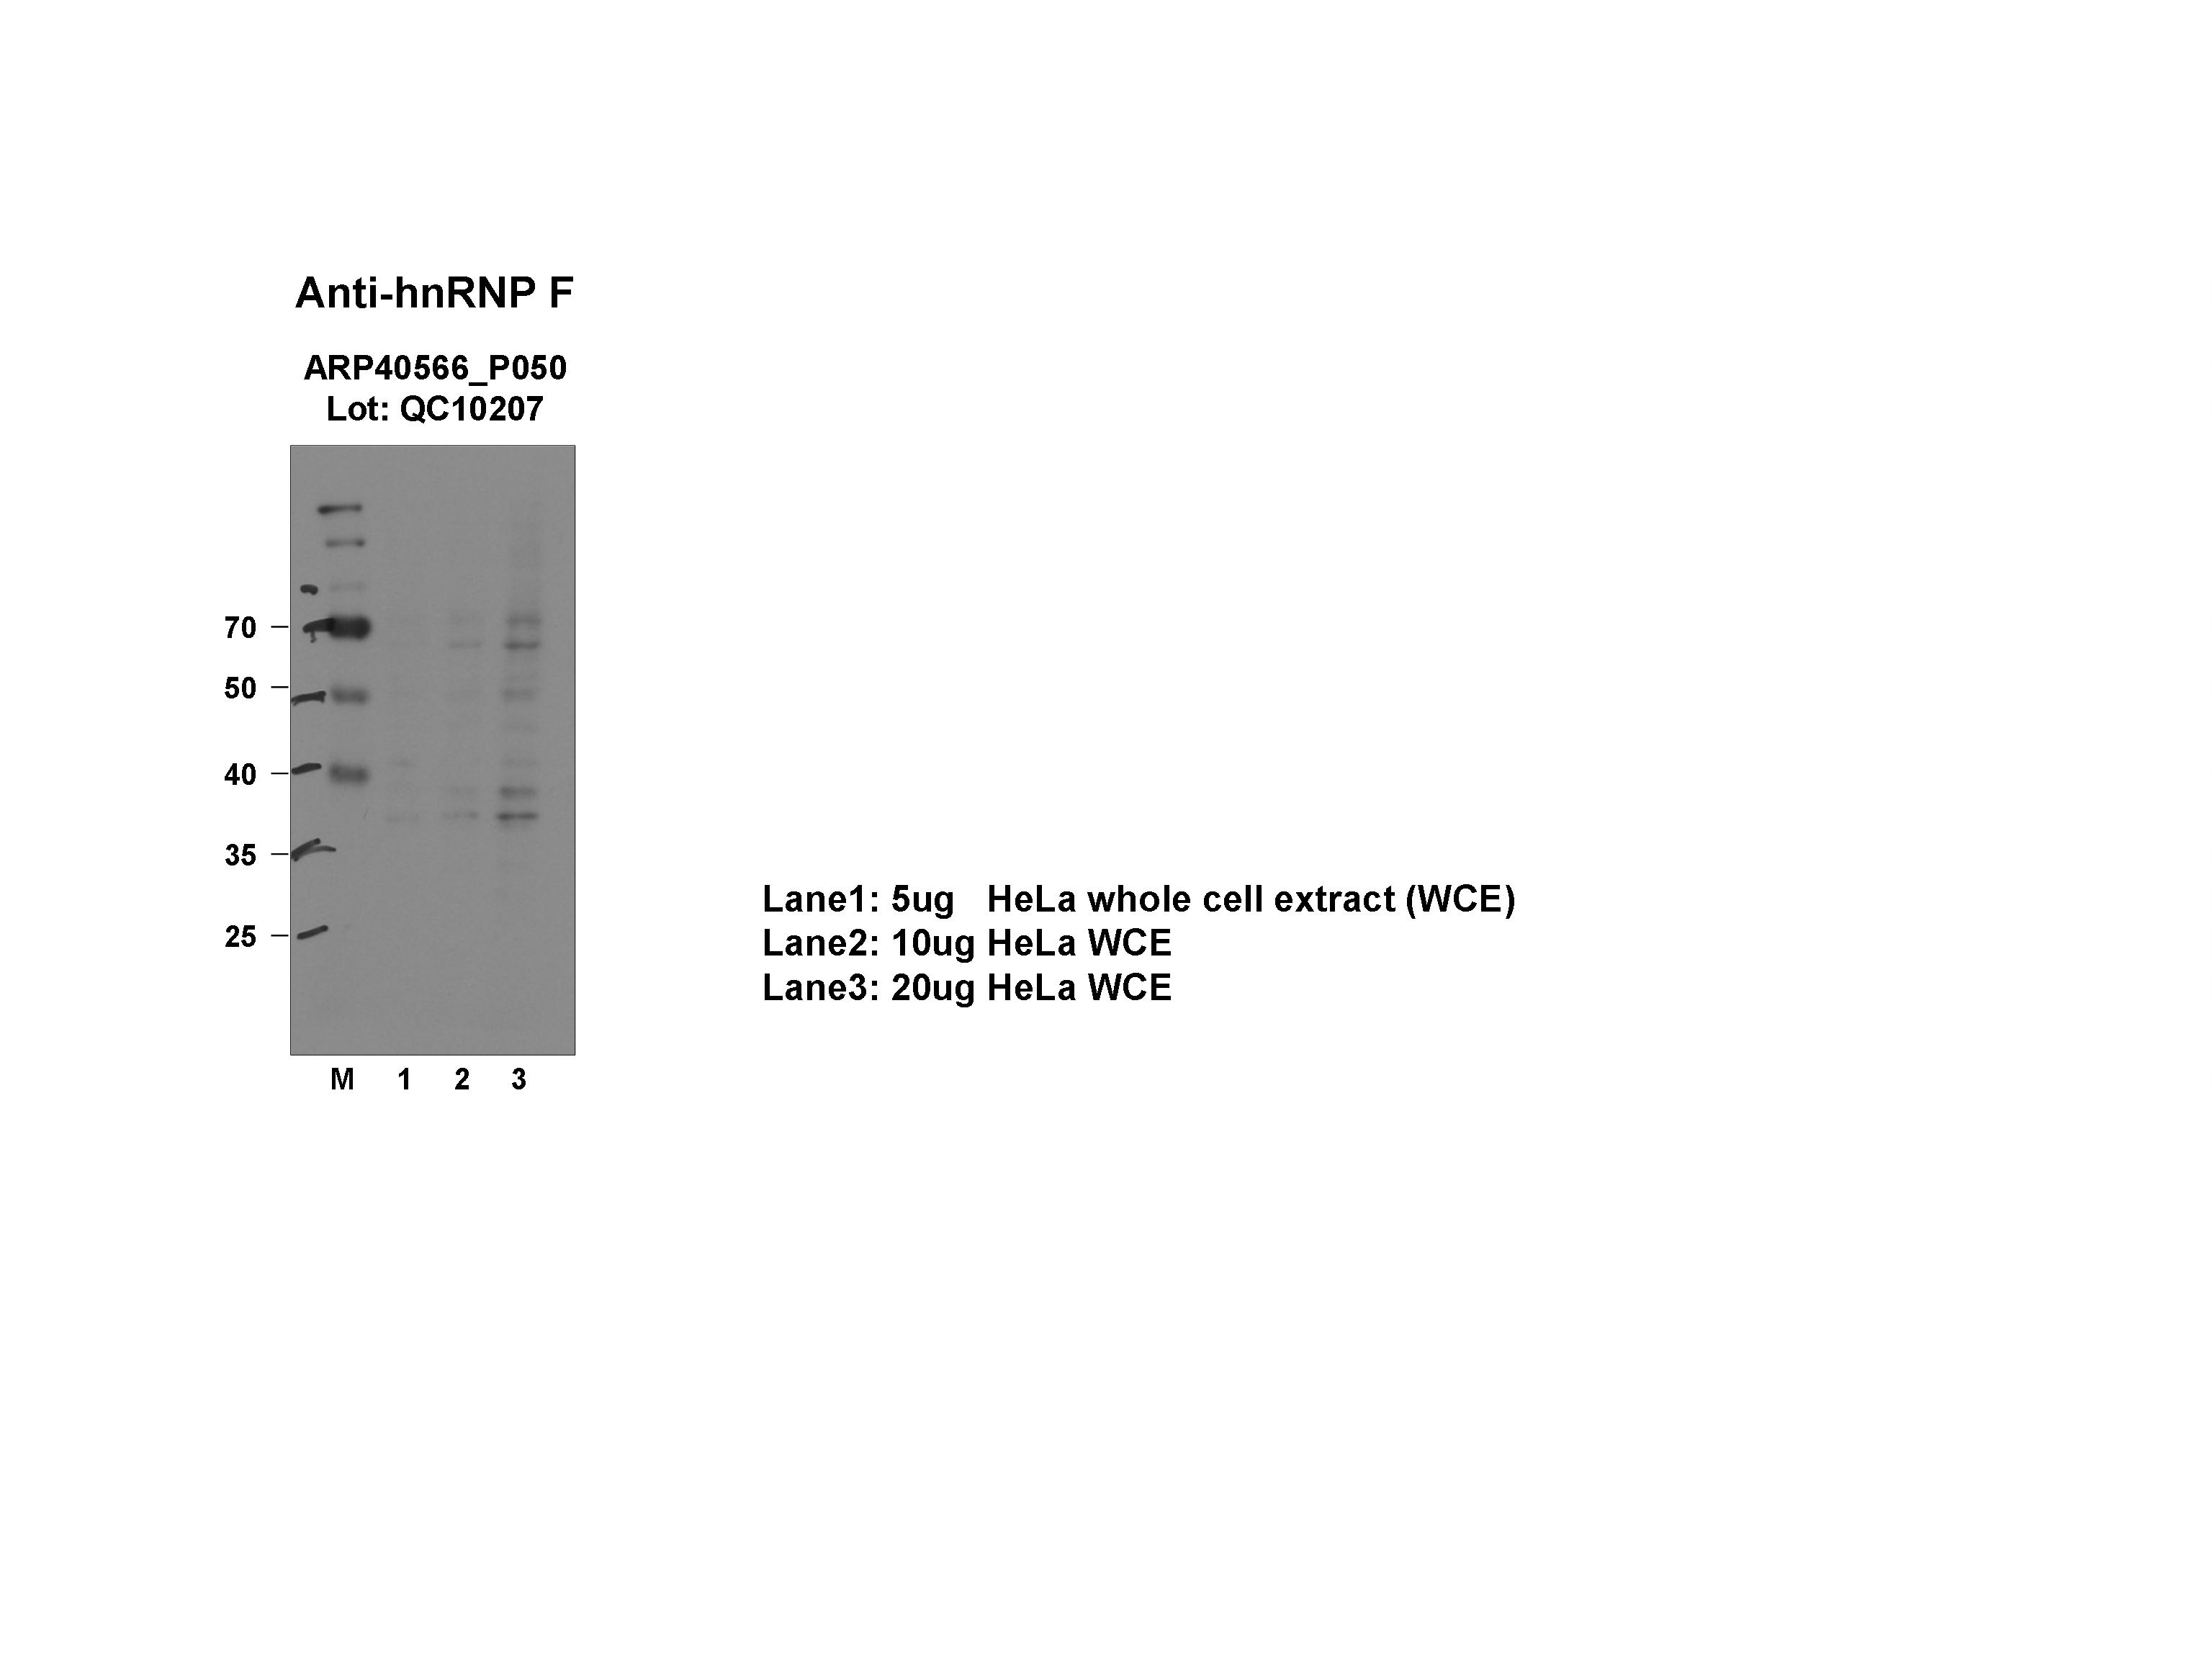 Anti-hnRNP F
ARP40566_P050
Lot: QC10207
70
50
40
35
25
M 1 2 3
Lane1: 5ug HeLa whole cell extract (WCE)
Lane2: 10ug HeLa WCE
Lane3: 20ug HeLa WCE